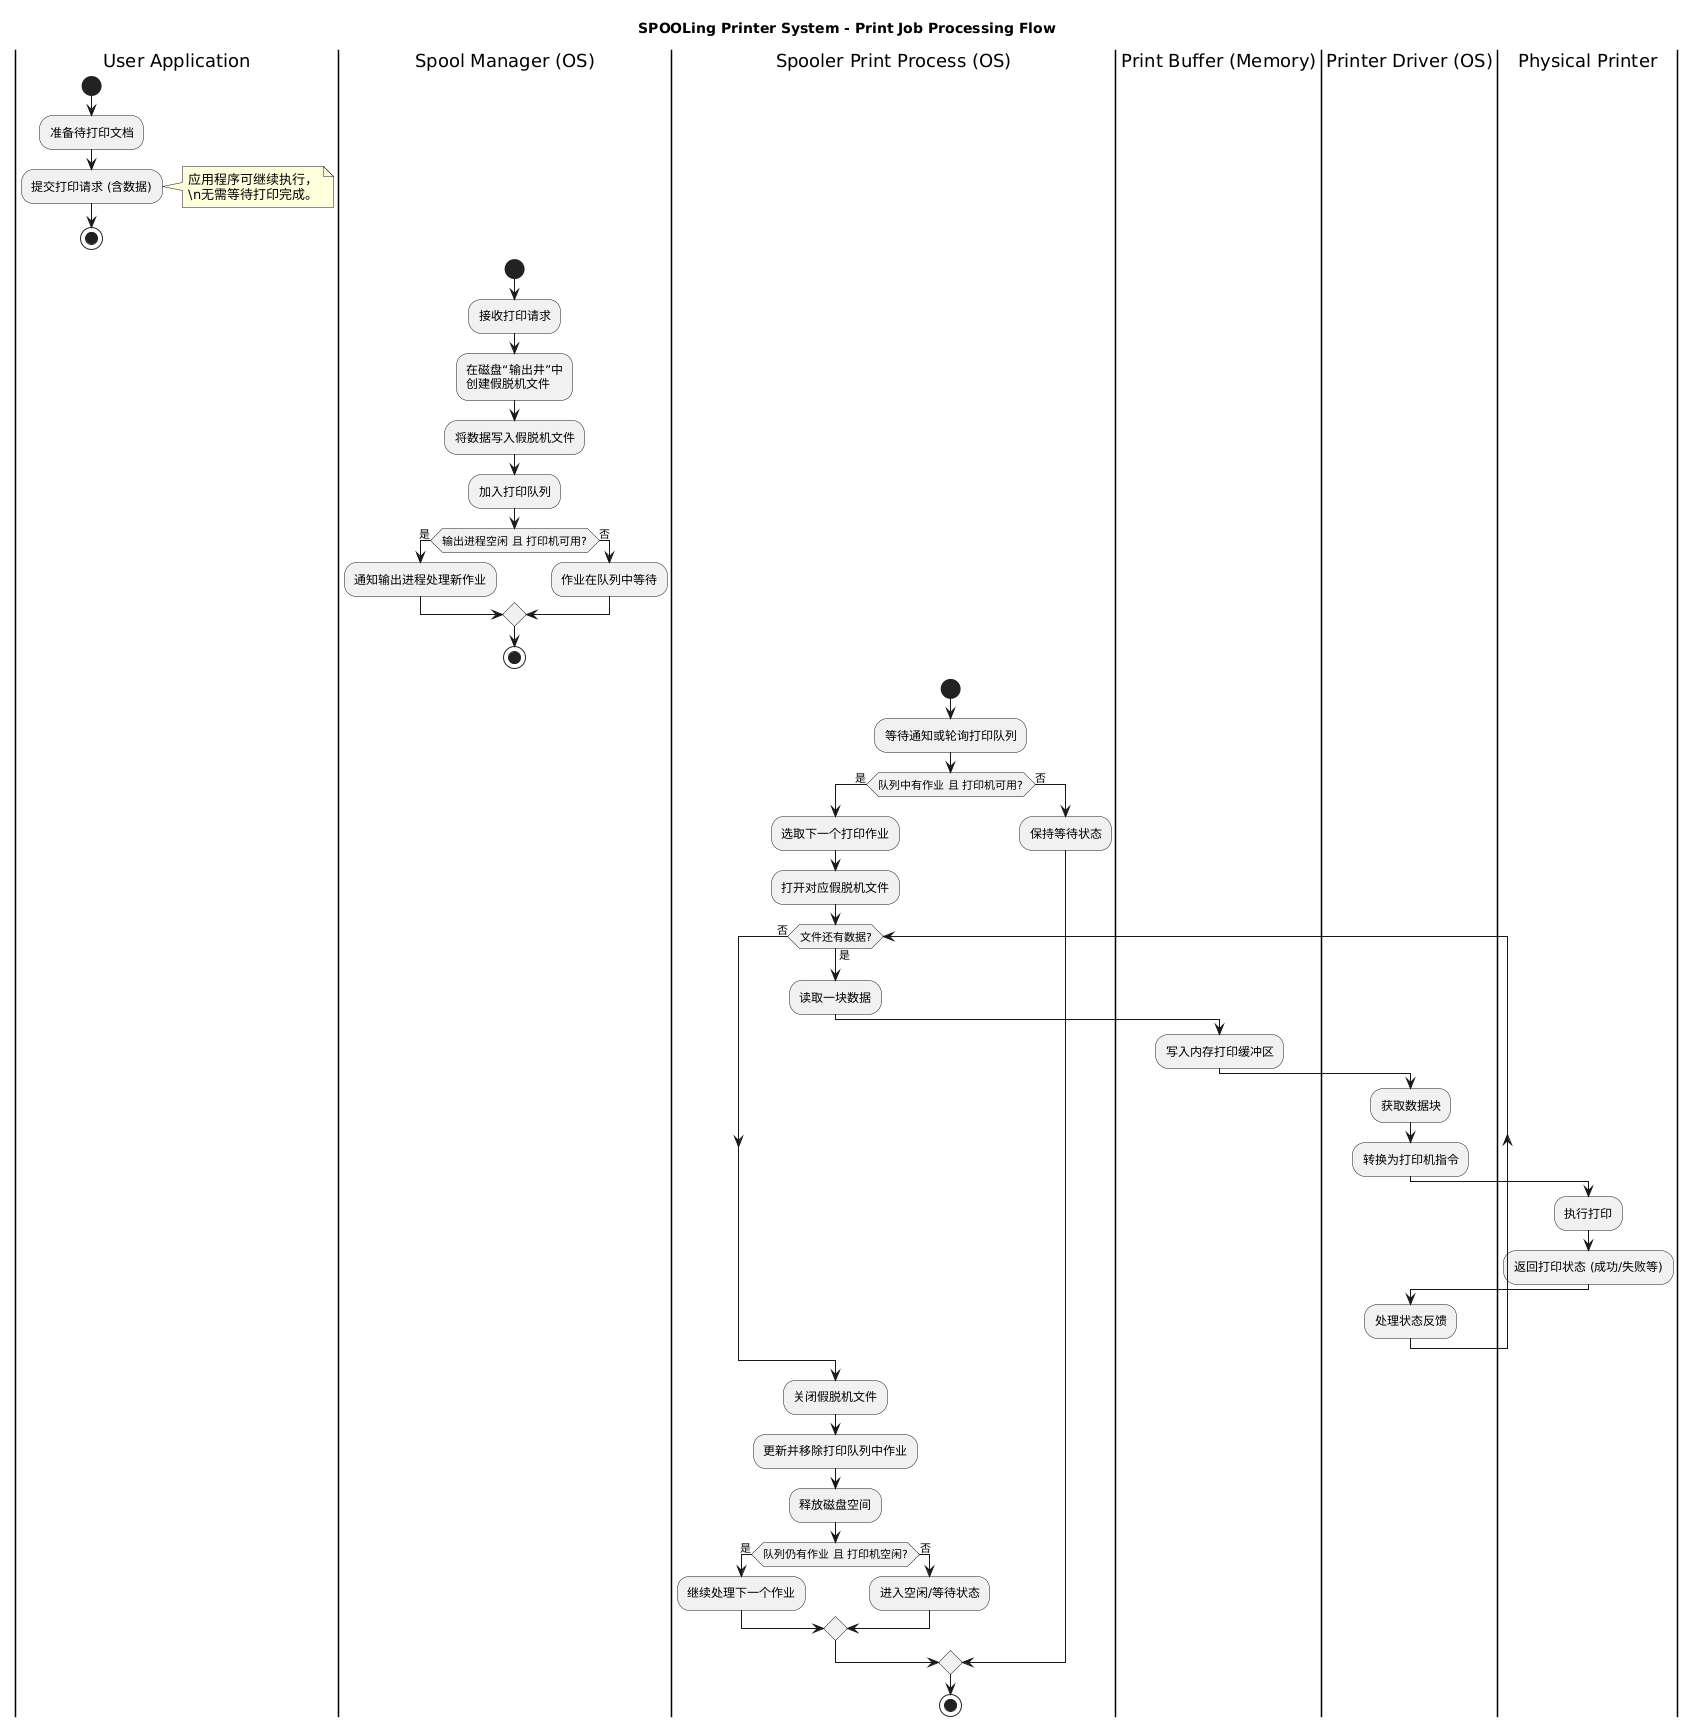 SPOOLing Printer System - Print Job Processing Flow
User Application
Spool Manager (OS)
Spooler Print Process (OS)
Print Buffer (Memory)
Printer Driver (OS)
Physical Printer
准备待打印文档
提交打印请求 (含数据)
应用程序可继续执行，
\n无需等待打印完成。
接收打印请求
在磁盘“输出井”中
创建假脱机文件
将数据写入假脱机文件
加入打印队列
是
输出进程空闲 且 打印机可用?
否
通知输出进程处理新作业
作业在队列中等待
等待通知或轮询打印队列
是
队列中有作业 且 打印机可用?
否
选取下一个打印作业
保持等待状态
打开对应假脱机文件
否
文件还有数据?
是
读取一块数据
写入内存打印缓冲区
获取数据块
转换为打印机指令
执行打印
返回打印状态 (成功/失败等)
处理状态反馈
关闭假脱机文件
更新并移除打印队列中作业
释放磁盘空间
是
队列仍有作业 且 打印机空闲?
否
继续处理下一个作业
进入空闲/等待状态